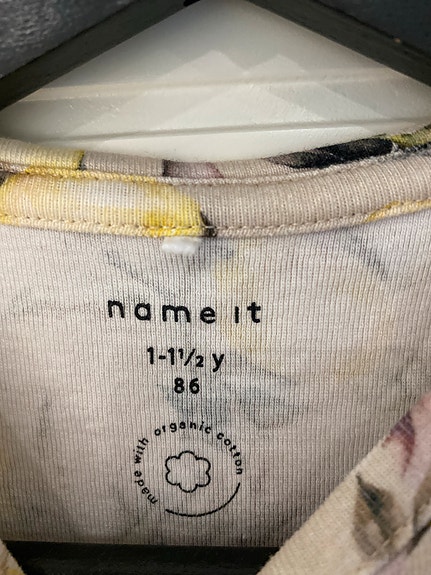 name it
1-1½ y
86
made with organic cotton